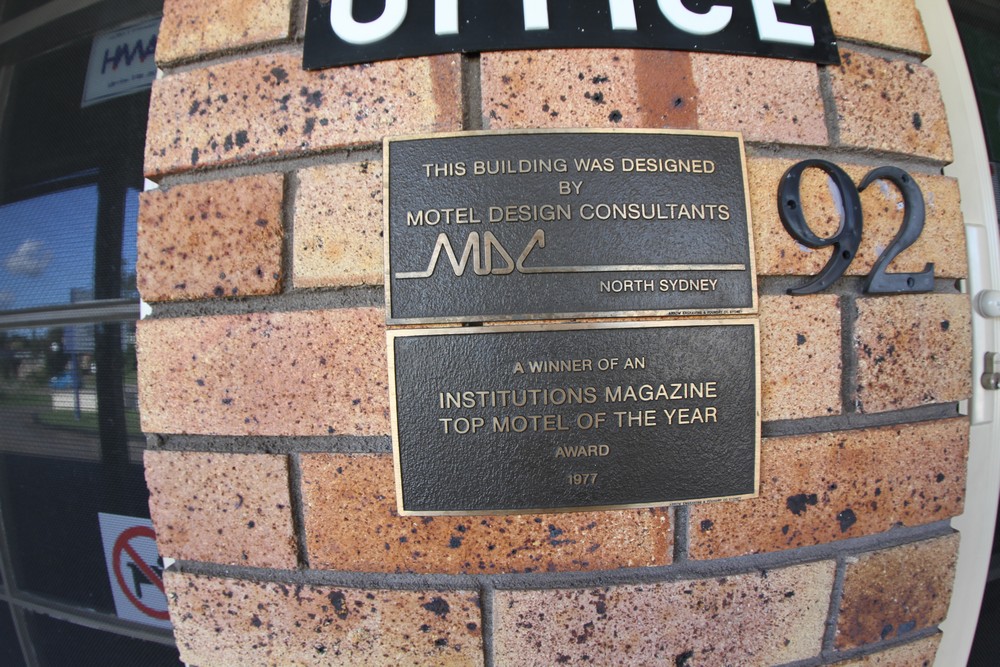 OFFICE
HMAA
THIS BUILDING WAS DESIGNED
BY
MOTEL DESIGN CONSULTANTS
MDC
NORTH SYDNEY
92
A WINNER OF AN
INSTITUTIONS MAGAZINE
TOP MOTEL OF THE YEAR
AWARD
1977